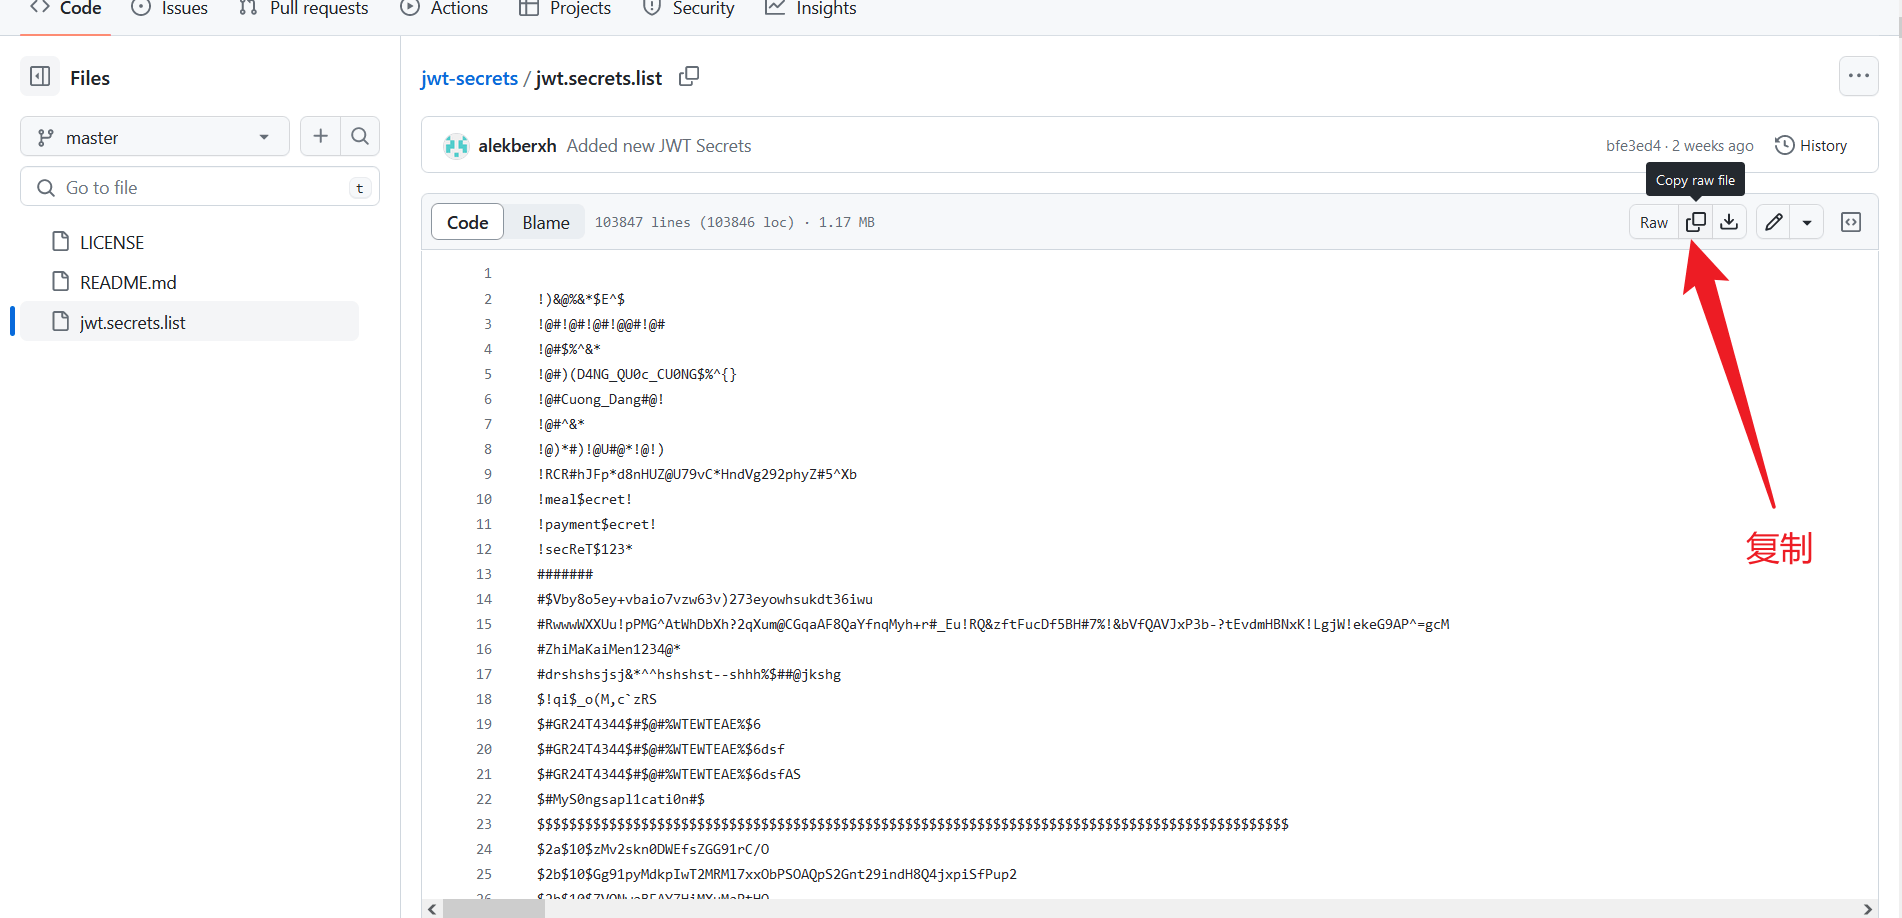 Code Issues Pull requests Actions Projects Security Insights
Files
master
Go to file t
LICENSE
README.md
jwt.secrets.list
jwt-secrets / jwt.secrets.list
alekberxh Added new JWT Secrets bfe3ed4 · 2 weeks ago History
Copy raw file
Code Blame 103847 lines (103846 loc) · 1.17 MB Raw
1
2 !)&@%&*$E^$
3 !@#!@#!@#!@@#!@#
4 !@#$%^&*
5 !@#)(D4NG_QU0c_CU0NG$%^{}
6 !@#Cuong_Dang#@!
7 !@#^&*
8 !@)*#)!@U#@*!@!)
9 !RCR#hJFp*d8nHUZ@U79vC*HndVg292phyZ#5^Xb
10 !meal$ecret!
11 !payment$ecret!
12 !secReT$123*
13 #######
14 #$Vby8o5ey+vbaio7vzw63v)273eyowhsukdt36iwu
15 #RwwwWXXUu!pPMG^AtWhDbXh?2qXum@CGqaAF8QaYfnqMyh+r#_Eu!RQ&zftFucDf5BH#7%!&bVfQAVJxP3b-?tEvdmHBNxK!LgjW!ekeG9AP^=gcM
16 #ZhiMaKaiMen1234@*
17 #drshshsjsj&*^^hshshst--shhh%$##@jkshg
18 $!qi$_o(M,c`zRS
19 $#GR24T4344$#$@#%WTEWTEAE%$6
20 $#GR24T4344$#$@#%WTEWTEAE%$6dsf
21 $#GR24T4344$#$@#%WTEWTEAE%$6dsfAS
22 $#MyS0ngsapl1cati0n#$
23 $$$$$$$$$$$$$$$$$$$$$$$$$$$$$$$$$$$$$$$$$$$$$$$$$$$$$$$$$$$$$$$$$$$$$$$$$$$$$$$$$$$$$$$$$$$$$$
24 $2a$10$zMv2skn0DWEfsZGG91rC/O
25 $2b$10$Gg91pyMdkpIwT2MRMl7xxObPSOAQpS2Gnt29indH8Q4jxpiSfPup2
26
复制